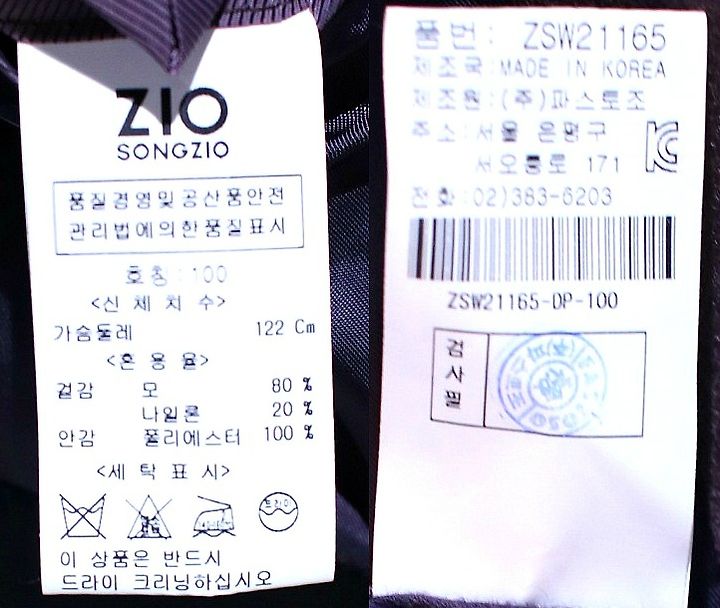 ZIO
SONGZIO
품질경영및공산품안전
관리법에의한품질표시
호칭 : 100
<신 체 치 수>
가슴둘레 122 Cm
<혼 용 율>
겉감 모 80 %
나일론 20 %
안감 폴리에스터 100 %
<세 탁 표 시>
드라이
이 상품은 반드시
드라이 크리닝하십시오
품번: ZSW21165
제조국:MADE IN KOREA
제조원:(주)파스토조
주소:서울 은평구
서오릉로 171
전화:02)383-6203
ZSW21165-DP-100
검
사
필